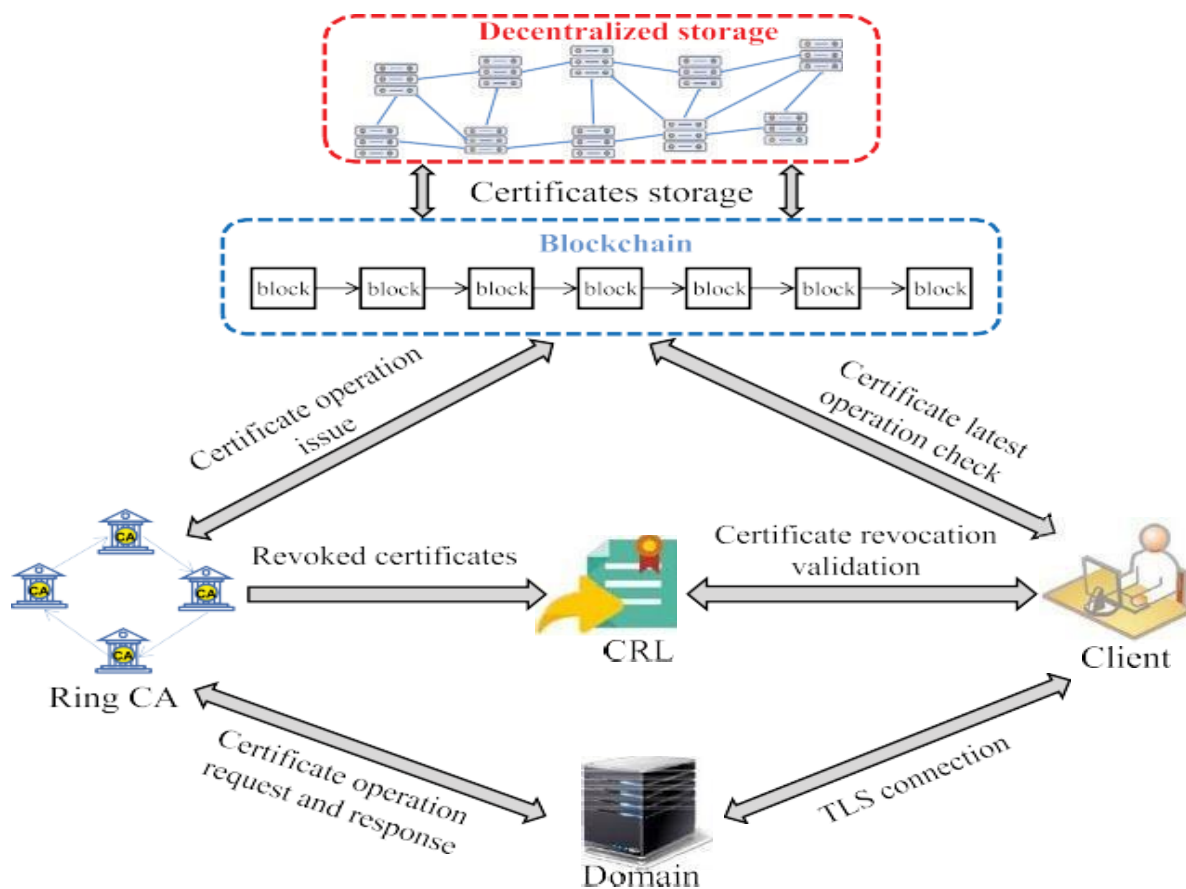 Decentralized storage
Certificates storage
Blockchain
block block block block block block block
Certificate operation
issue
Certificate latest
operation check
CA
CA
CA
CA
Ring CA
Revoked certificates
CRL
Certificate revocation
validation
Client
Certificate operation
request and response
TLS connection
Domain